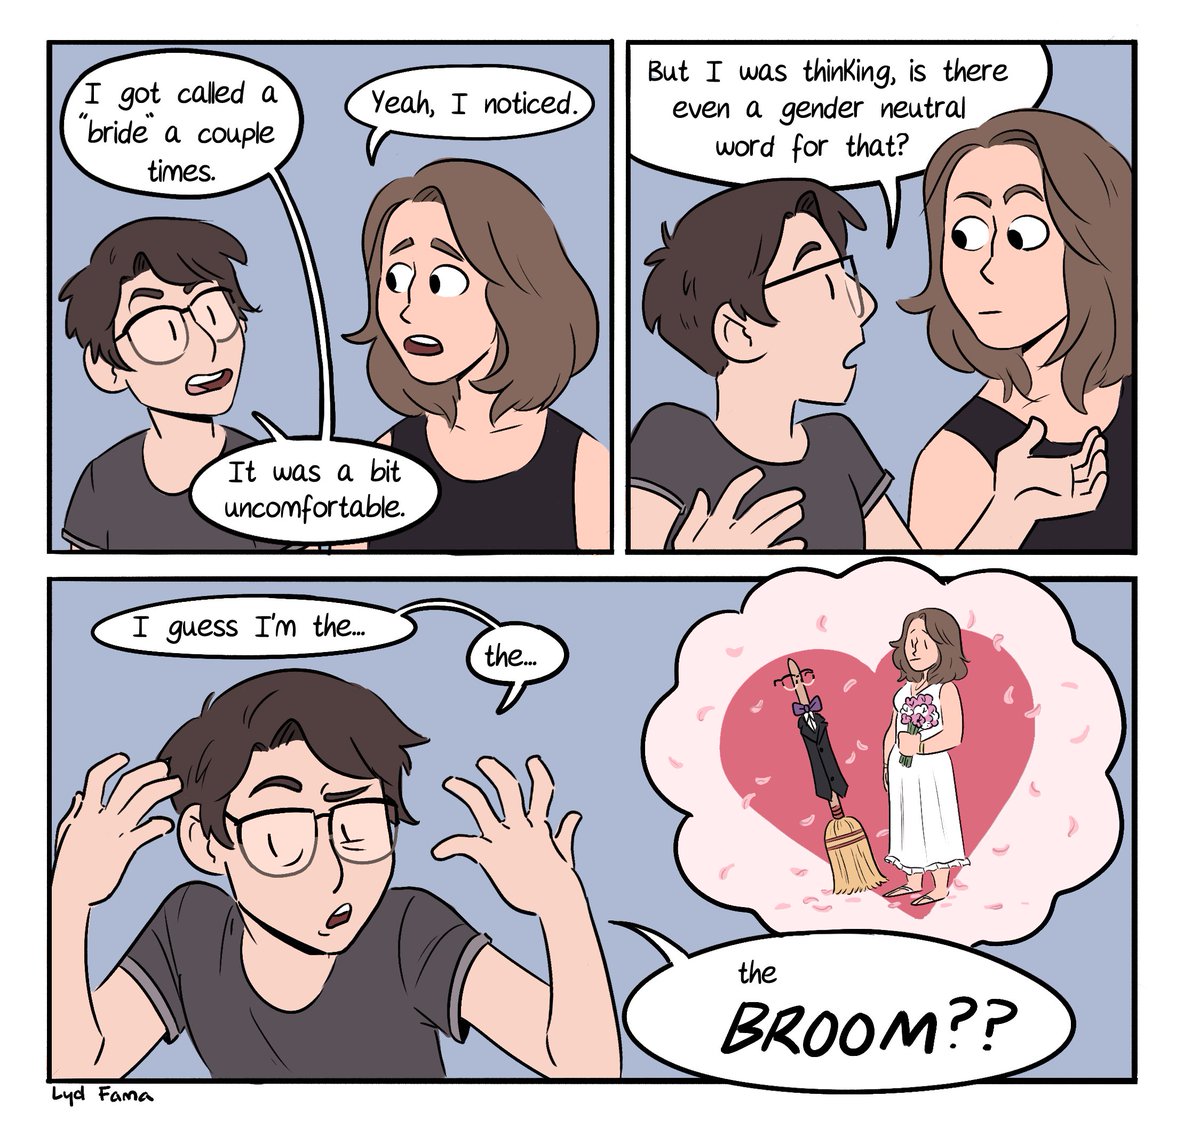 I got called a
"bride" a couple
times.
Yeah, I noticed.
It was a bit
uncomfortable.
But I was thinking, is there
even a gender neutral
word for that?
I guess I'm the...
the...
the
BROOM??
Lyd Fama